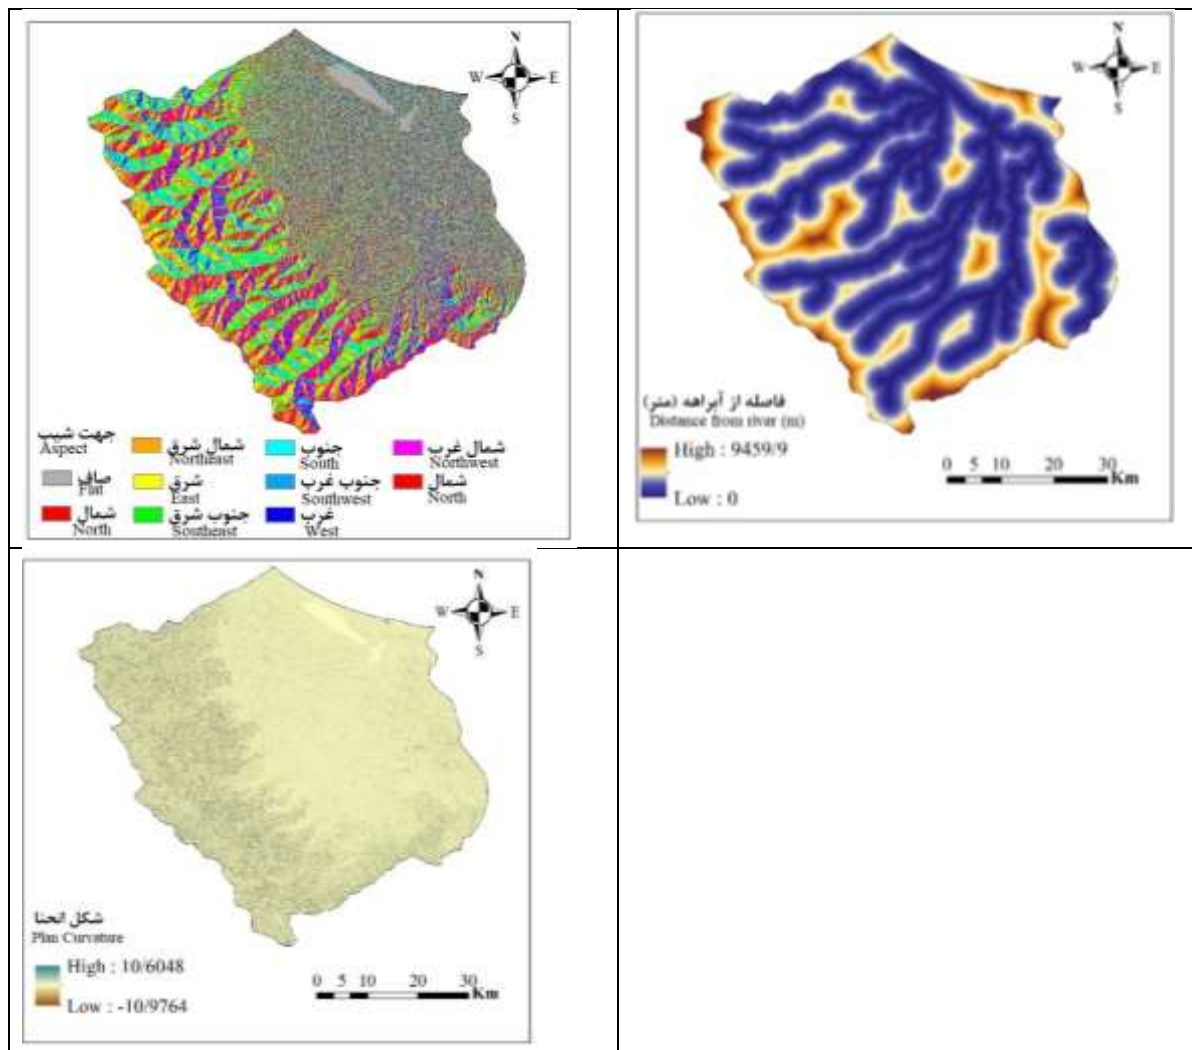 N
W E
S
جهت شیب
Aspect
صاف
Flat
شمال
North
شمال شرق
Northeast
شرق
East
جنوب شرق
Southeast
جنوب
South
جنوب غرب
Southwest
غرب
West
شمال غرب
Northwest
شمال
North
N
W E
S
فاصله از آبراهه (متر)
Distance from river (m)
High : 9459/9
Low : 0
0 5 10 20 30
Km
N
W E
S
شکل انحنا
Plan Curvature
High : 10/6048
Low : -10/9764
0 5 10 20 30
Km